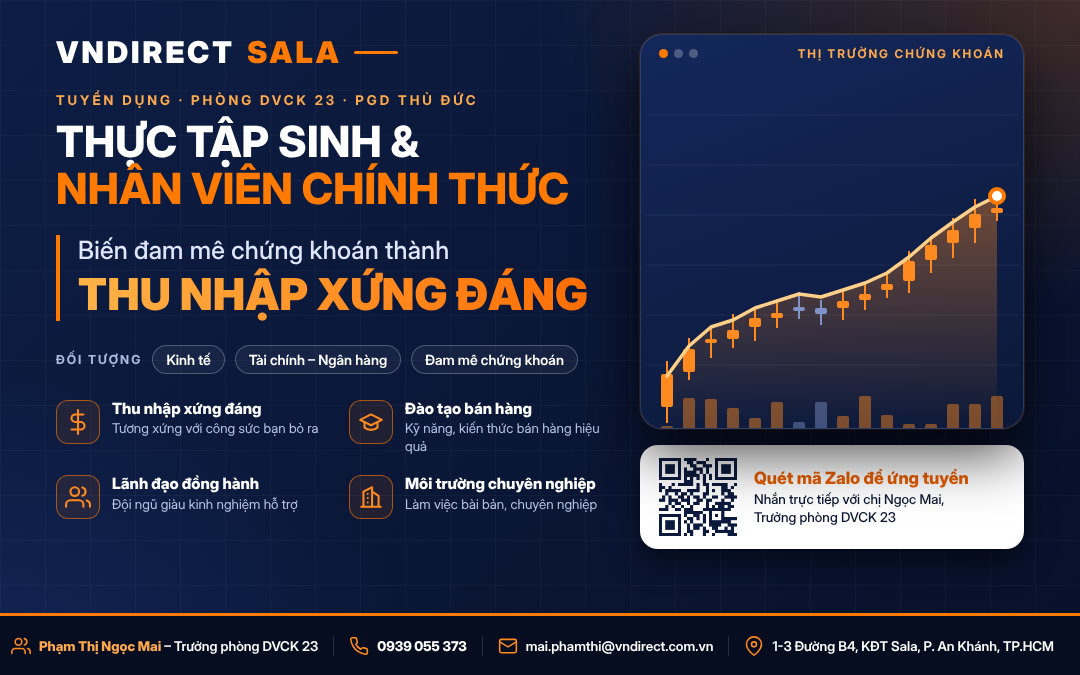 VNDIRECT SALA
TUYỂN DỤNG · PHÒNG DVCK 23 · PGD THỦ ĐỨC
THỰC TẬP SINH &
NHÂN VIÊN CHÍNH THỨC
Biến đam mê chứng khoán thành
THU NHẬP XỨNG ĐÁNG
ĐỐI TƯỢNG
Kinh tế
Tài chính – Ngân hàng
Đam mê chứng khoán
Thu nhập xứng đáng
Tương xứng với công sức bạn bỏ ra
Đào tạo bán hàng
Kỹ năng, kiến thức bán hàng hiệu
quả
Lãnh đạo đồng hành
Đội ngũ giàu kinh nghiệm hỗ trợ
Môi trường chuyên nghiệp
Làm việc bài bản, chuyên nghiệp
THỊ TRƯỜNG CHỨNG KHOÁN
Quét mã Zalo để ứng tuyển
Nhắn trực tiếp với chị Ngọc Mai,
Trưởng phòng DVCK 23
Phạm Thị Ngọc Mai – Trưởng phòng DVCK 23
0939 055 373
mai.phamthi@vndirect.com.vn
1-3 Đường B4, KĐT Sala, P. An Khánh, TP.HCM